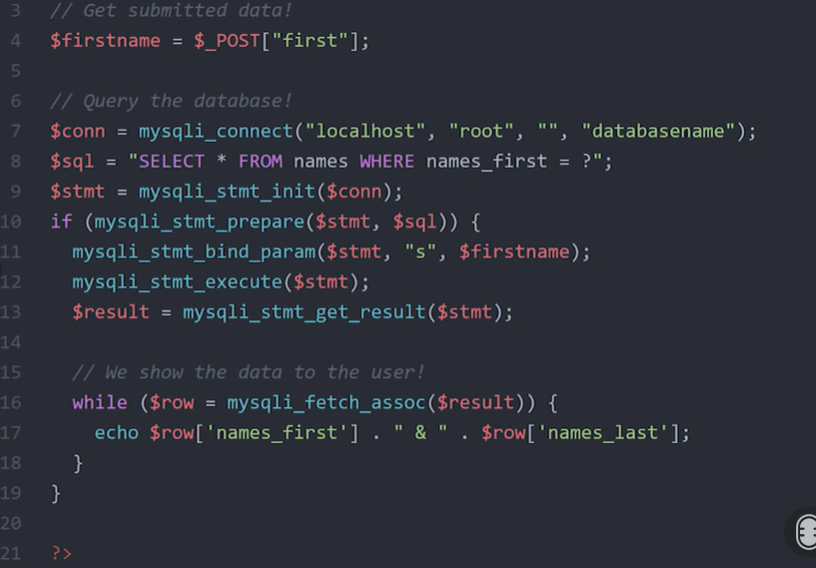 3 // Get submitted data!
4 $firstname = $_POST["first"];
5
6 // Query the database!
7 $conn = mysqli_connect("localhost", "root", "", "databasename");
8 $sql = "SELECT * FROM names WHERE names_first = ?";
9 $stmt = mysqli_stmt_init($conn);
10 if (mysqli_stmt_prepare($stmt, $sql)) {
11   mysqli_stmt_bind_param($stmt, "s", $firstname);
12   mysqli_stmt_execute($stmt);
13   $result = mysqli_stmt_get_result($stmt);
14
15   // We show the data to the user!
16   while ($row = mysqli_fetch_assoc($result)) {
17     echo $row['names_first'] . " & " . $row['names_last'];
18   }
19 }
20
21 ?>